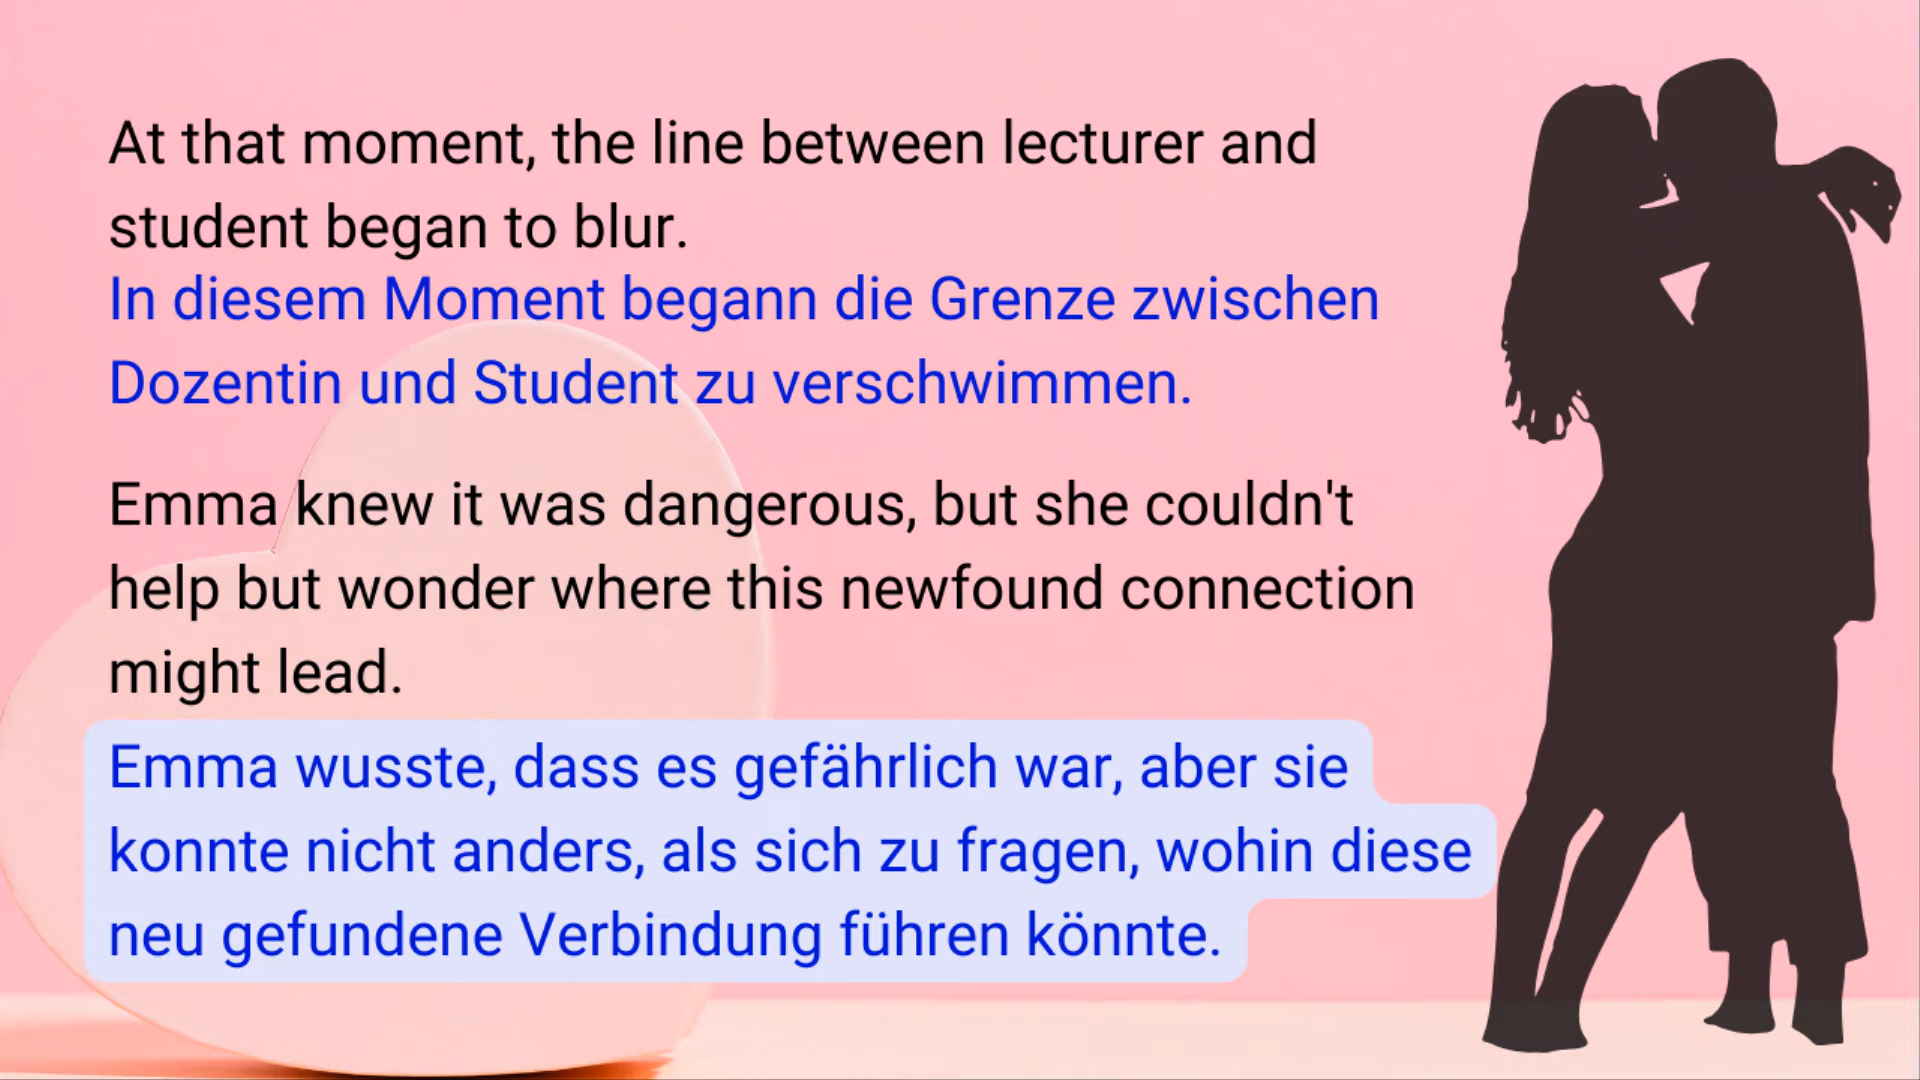 At that moment, the line between lecturer and
student began to blur.
In diesem Moment begann die Grenze zwischen
Dozentin und Student zu verschwimmen.
Emma knew it was dangerous, but she couldn't
help but wonder where this newfound connection
might lead.
Emma wusste, dass es gefährlich war, aber sie
konnte nicht anders, als sich zu fragen, wohin diese
neu gefundene Verbindung führen könnte.